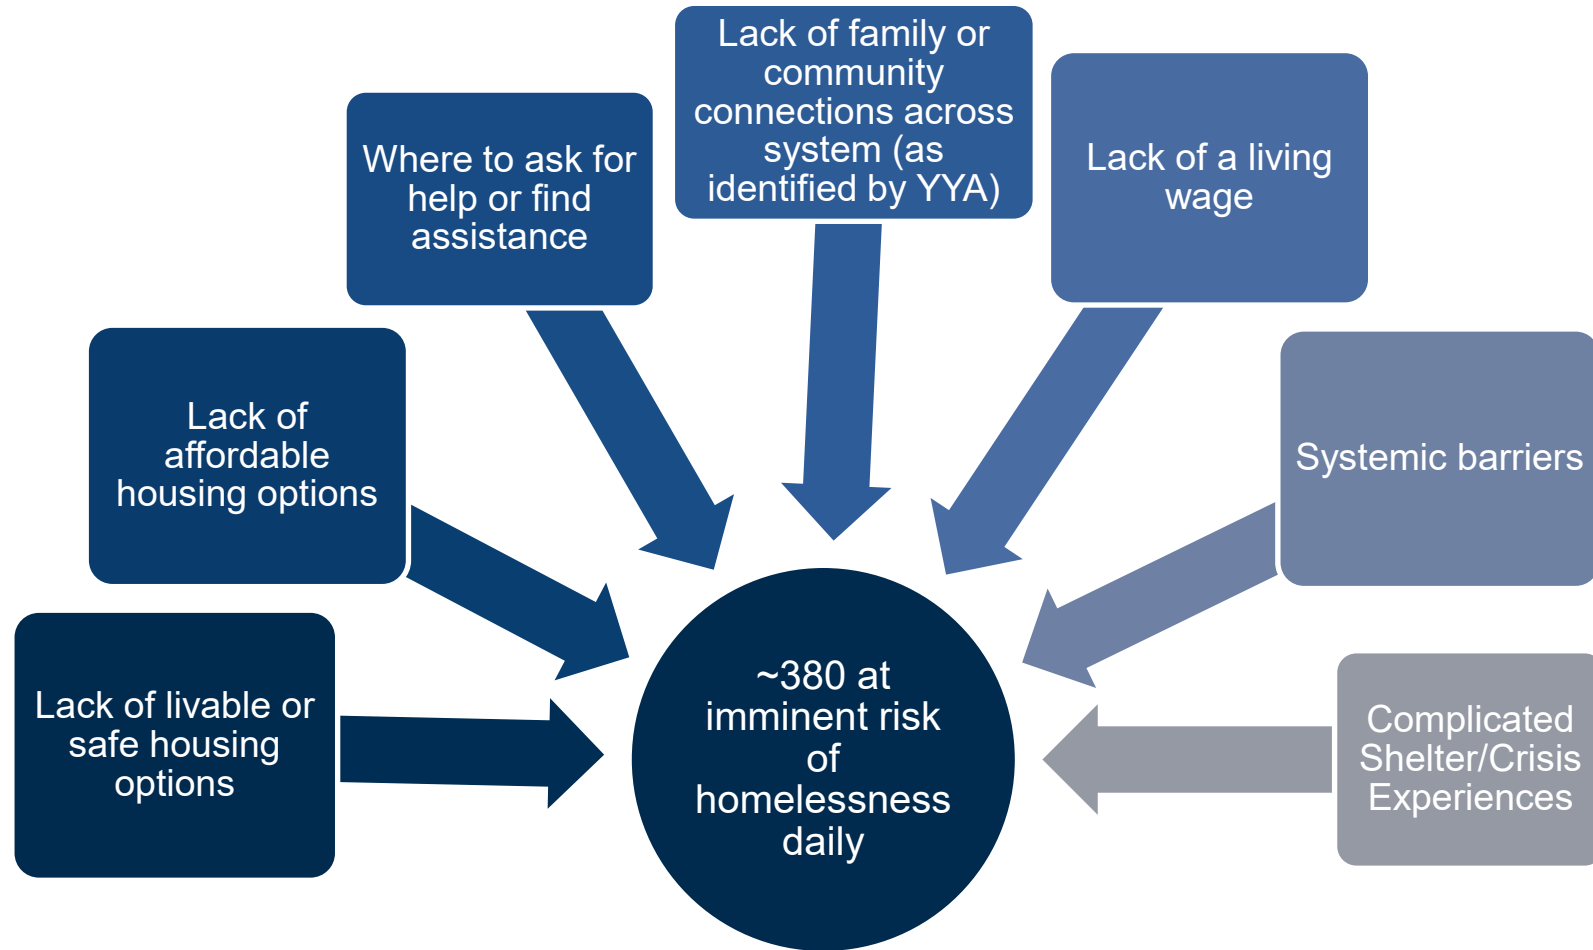 Lack of livable or
safe housing
options
Lack of
affordable
housing options
Where to ask for
help or find
assistance
Lack of family or
community
connections across
system (as
identified by YYA)
Lack of a living
wage
Systemic barriers
Complicated
Shelter/Crisis
Experiences
~380 at
imminent risk
of
homelessness
daily